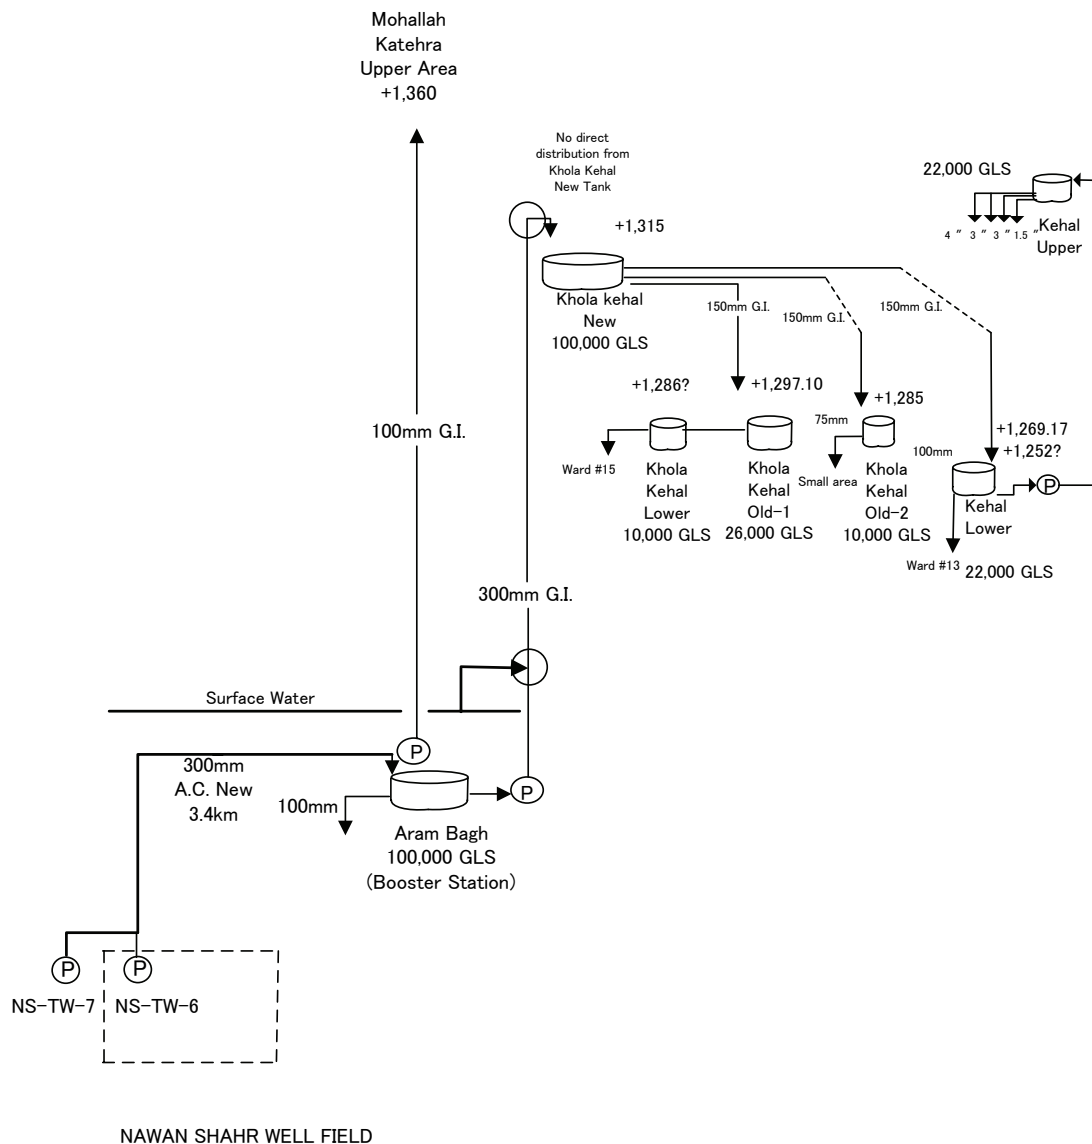 Mohallah
Katehra
Upper Area
+1,360
No direct
distribution from
Khola Kehal
New Tank
22,000 GLS
4 " 3 " 3 " 1.5 "
Kehal
Upper
+1,315
Khola kehal
New
100,000 GLS
150mm G.I.
150mm G.I.
150mm G.I.
+1,286?
+1,297.10
+1,285
75mm
+1,269.17
+1,252?
100mm
100mm G.I.
Ward #15
Khola
Kehal
Lower
10,000 GLS
Khola
Kehal
Old-1
26,000 GLS
Small area
Khola
Kehal
Old-2
10,000 GLS
P
Kehal
Lower
Ward #13
22,000 GLS
300mm G.I.
Surface Water
P
300mm
A.C. New
3.4km
100mm
P
Aram Bagh
100,000 GLS
(Booster Station)
P
P
NS-TW-7
NS-TW-6
NAWAN SHAHR WELL FIELD